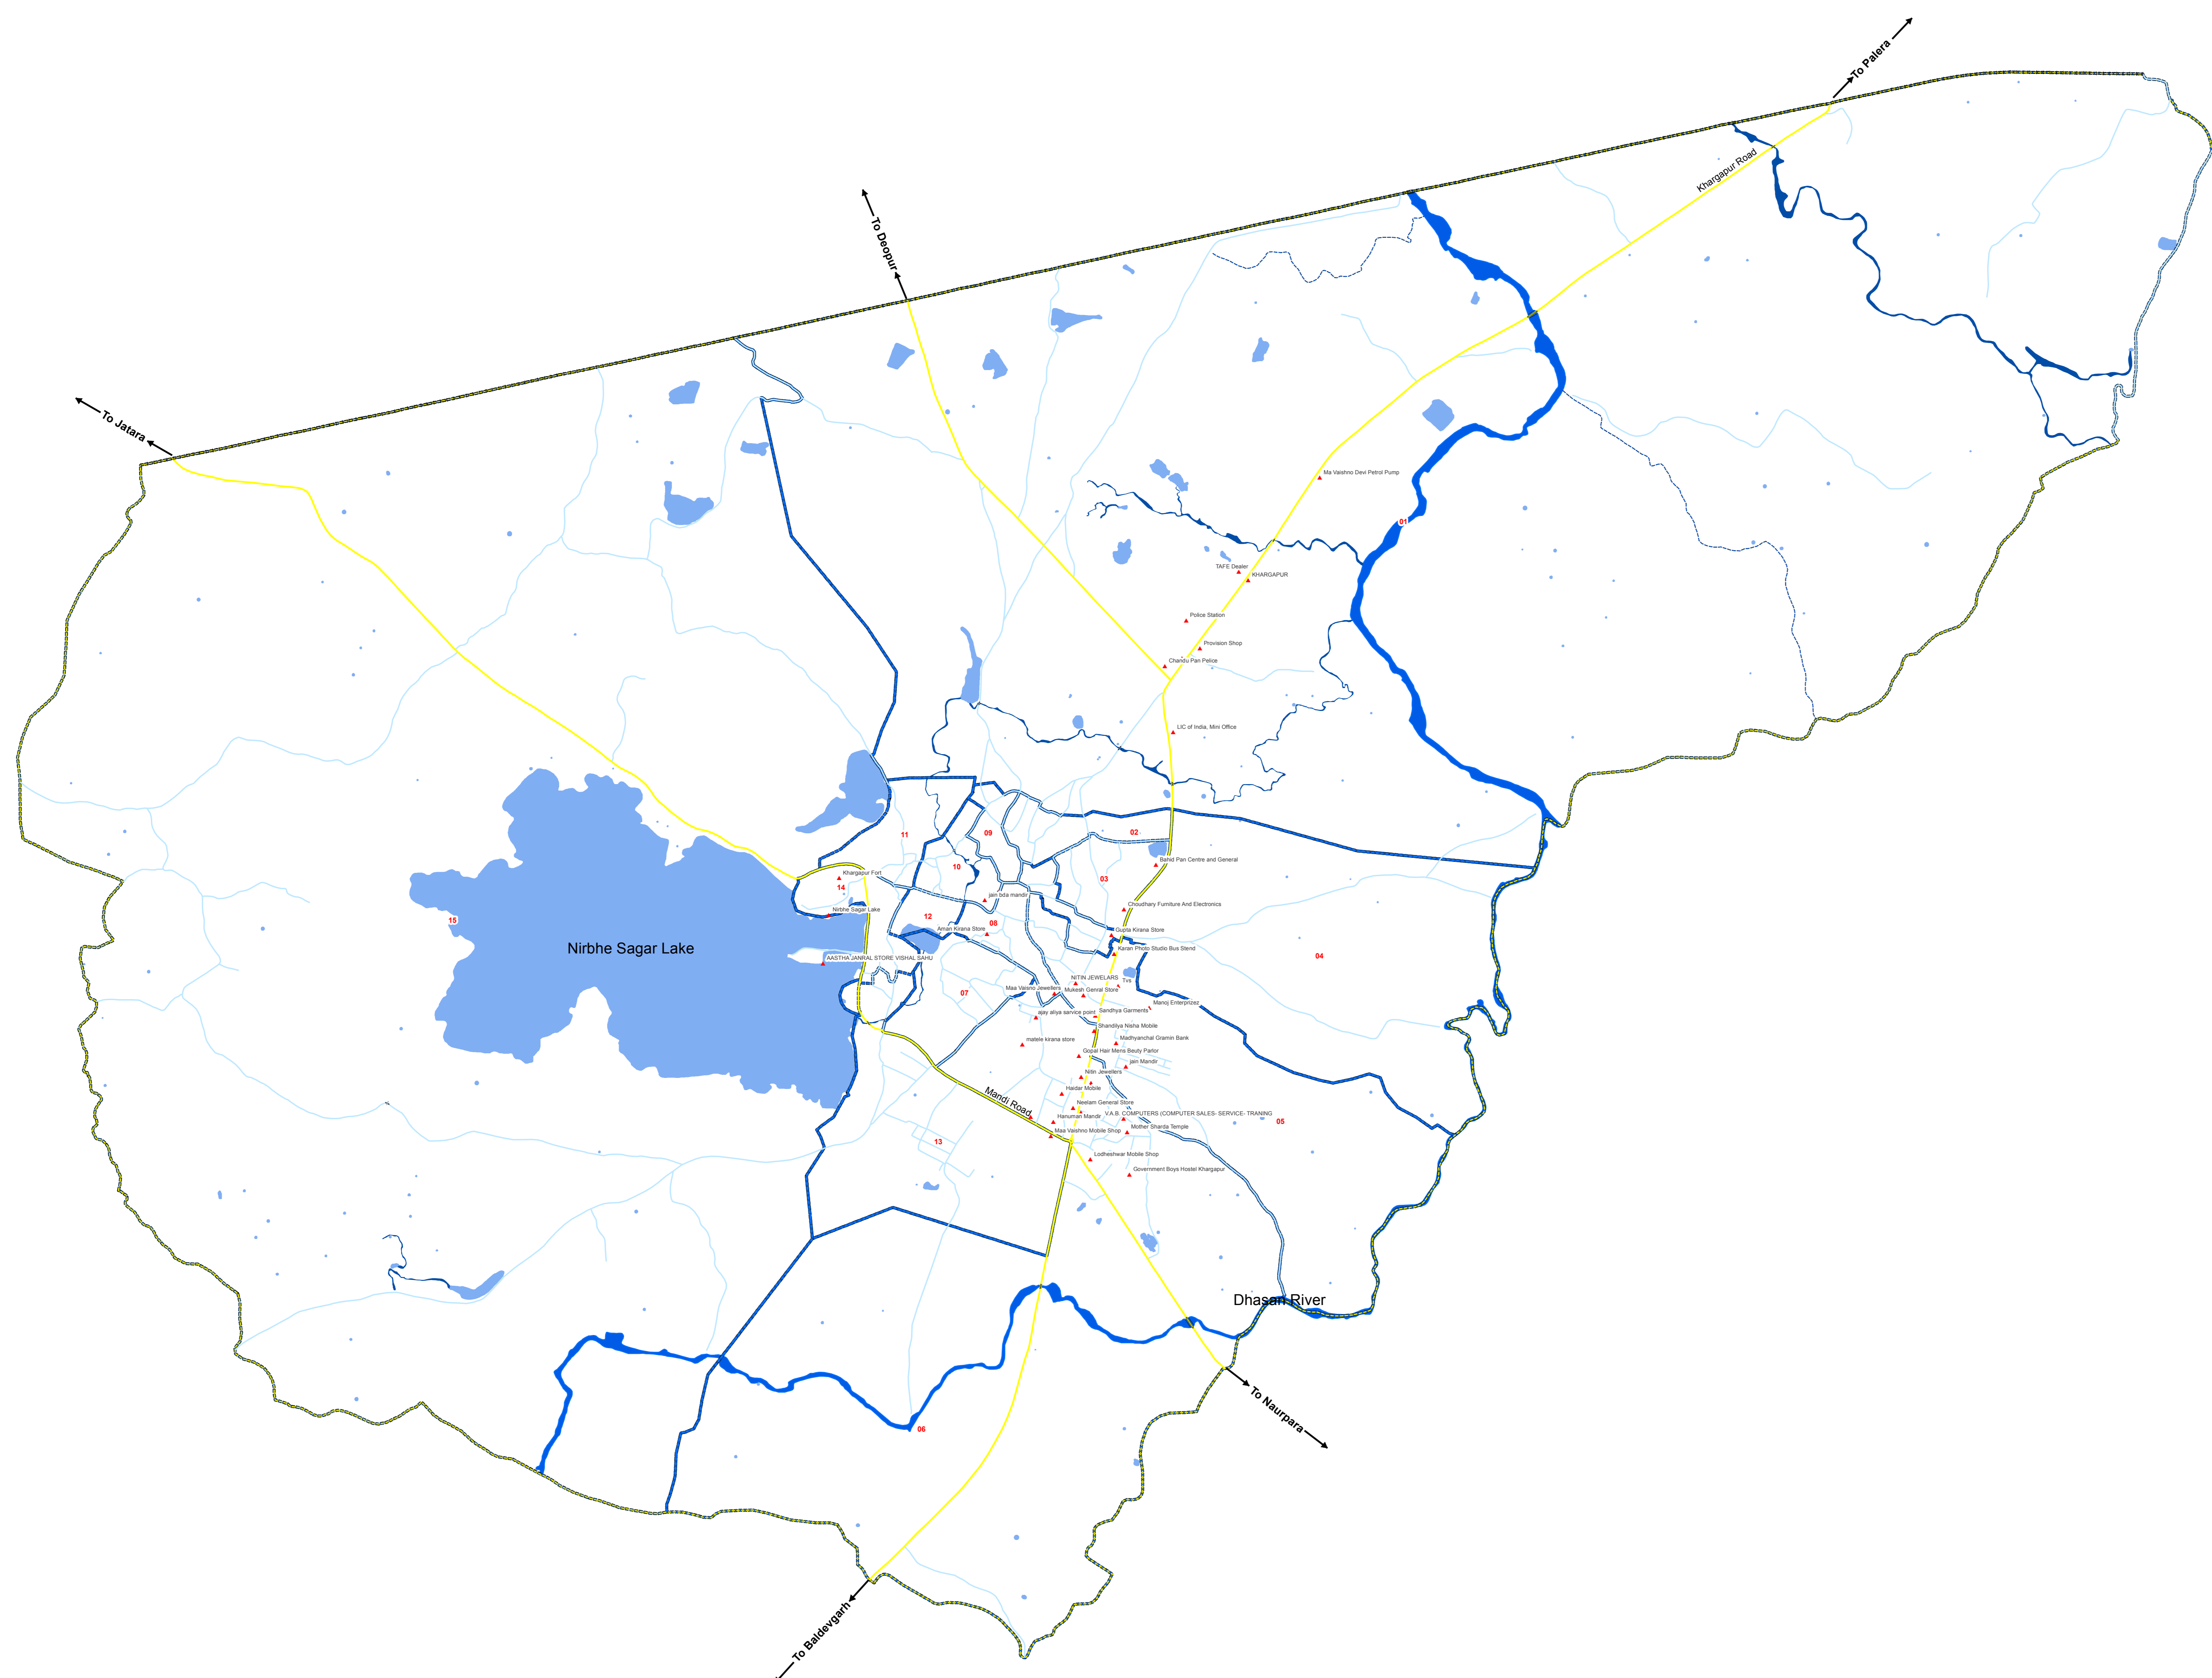 To Palera
Khargapur Road
To Deopur
To Jatara
Ma Vaishno Devi Petrol Pump
01
TAFE Dealer
KHARGAPUR
Police Station
Provision Shop
Chandu Pan Pelice
LIC of India, Mini Office
11
09
02
Bahid Pan Centre and General
10
Khargapur Fort
03
14
jain bda mandir
Choudhary Furniture And Electronics
Nirbhe Sagar Lake
12
15
08
Aman Kirana Store
Gupta Kirana Store
Nirbhe Sagar Lake
Karan Photo Studio Bus Stend
04
AASTHA JANRAL STORE VISHAL SAHU
NITIN JEWELARS
Tvs
07
Maa Vaisno Jewellers
Mukesh Genral Store
Manoj Enterprizez
ajay aliya sarvice point
Sandhya Garments
Shandilya Nisha Mobile
matele kirana store
Madhyanchal Gramin Bank
Gopal Hair Mens Beuty Parlor
jain Mandir
Nitin Jewellers
Haidar Mobile
Mandi Road
Neelam General Store
Hanuman Mandir
V.A.B. COMPUTERS (COMPUTER SALES- SERVICE- TRANING
05
Maa Vaishno Mobile Shop
Mother Sharda Temple
13
Lodheshwar Mobile Shop
Government Boys Hostel Khargapur
Dhasan River
To Naurpara
06
To Baldevgarh